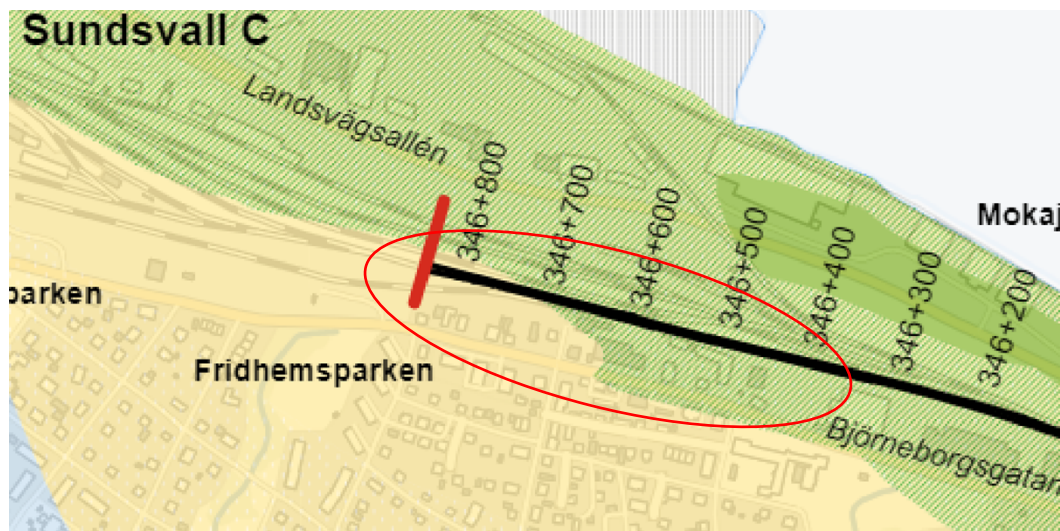 Sundsvall C
Landsvägsallén
346+800
346+700
346+600
346+500
346+400
346+300
346+200
Mokaj
parken
Fridhemsparken
Björneborgsgatan